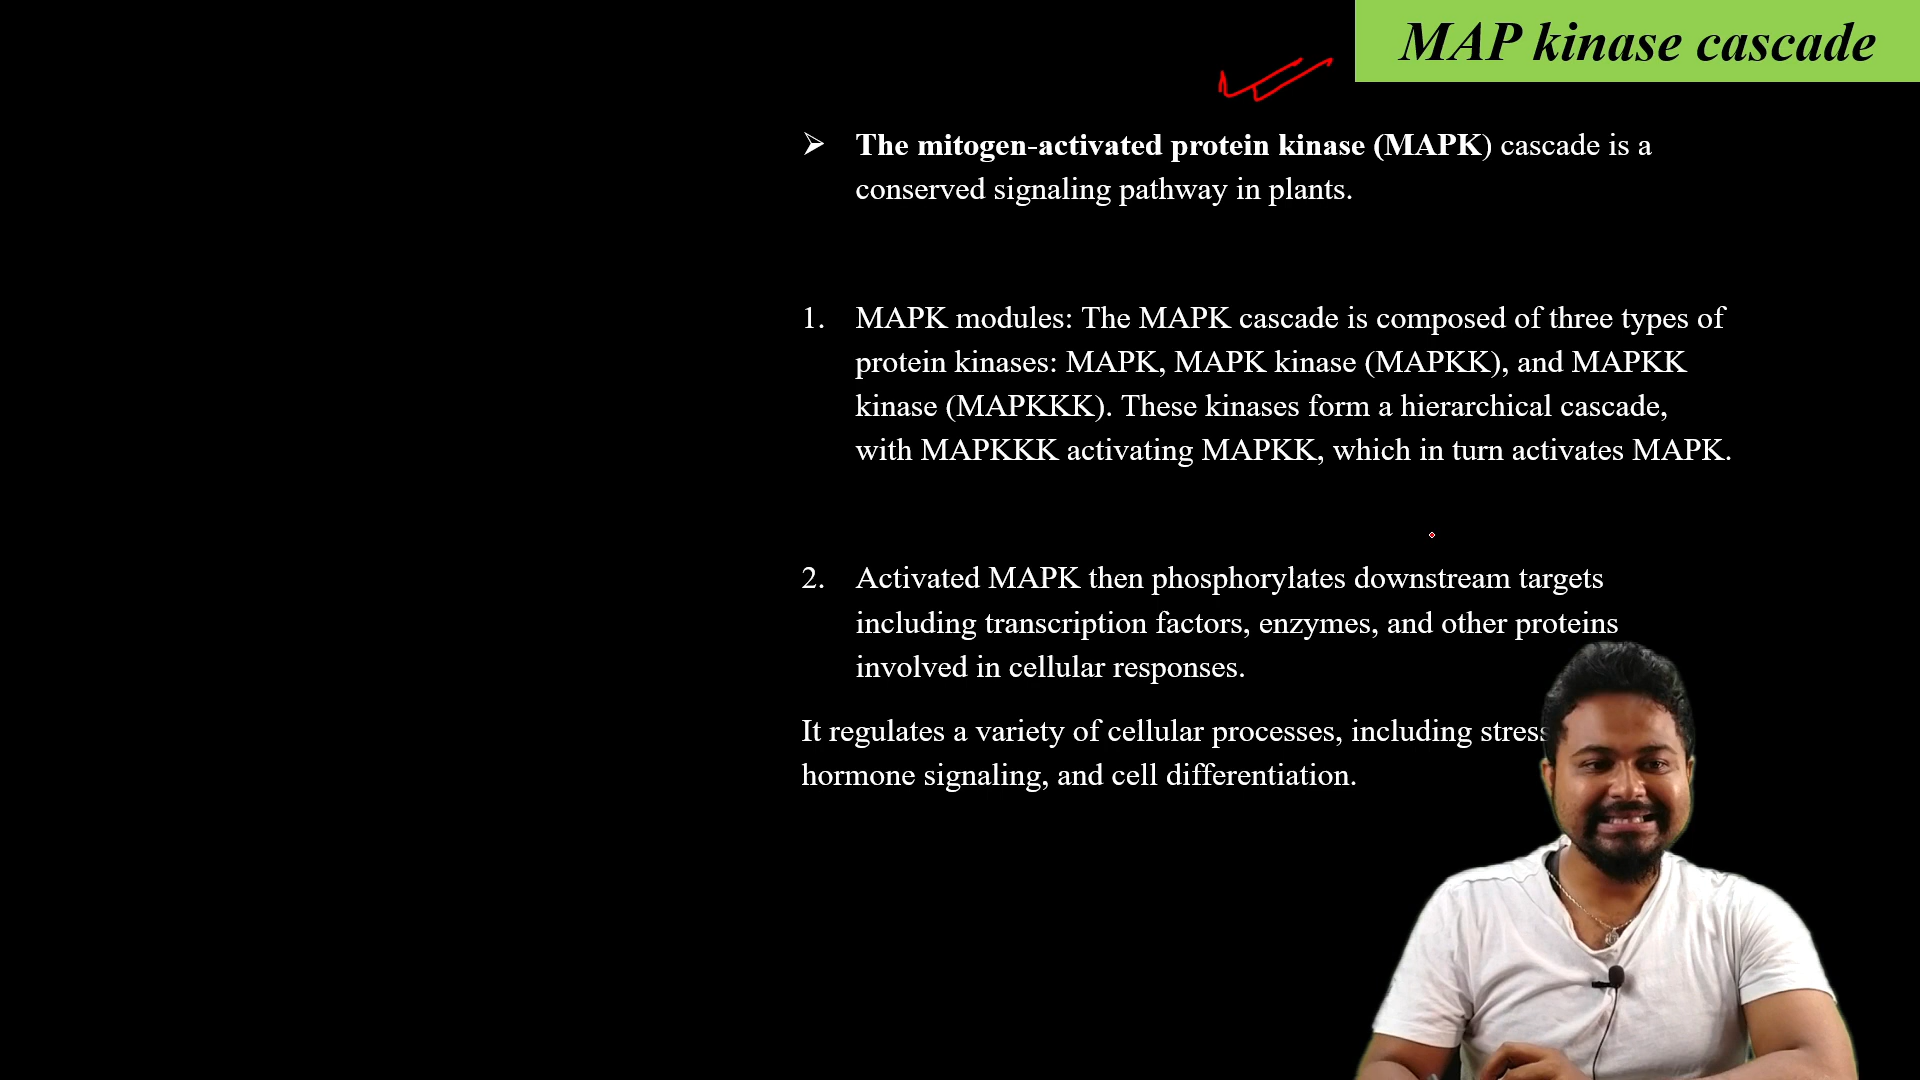 MAP kinase cascade
➢ The mitogen-activated protein kinase (MAPK) cascade is a
conserved signaling pathway in plants.
1. MAPK modules: The MAPK cascade is composed of three types of
protein kinases: MAPK, MAPK kinase (MAPKK), and MAPKK
kinase (MAPKKK). These kinases form a hierarchical cascade,
with MAPKKK activating MAPKK, which in turn activates MAPK.
2. Activated MAPK then phosphorylates downstream targets
including transcription factors, enzymes, and other proteins
involved in cellular responses.
It regulates a variety of cellular processes, including stress
hormone signaling, and cell differentiation.